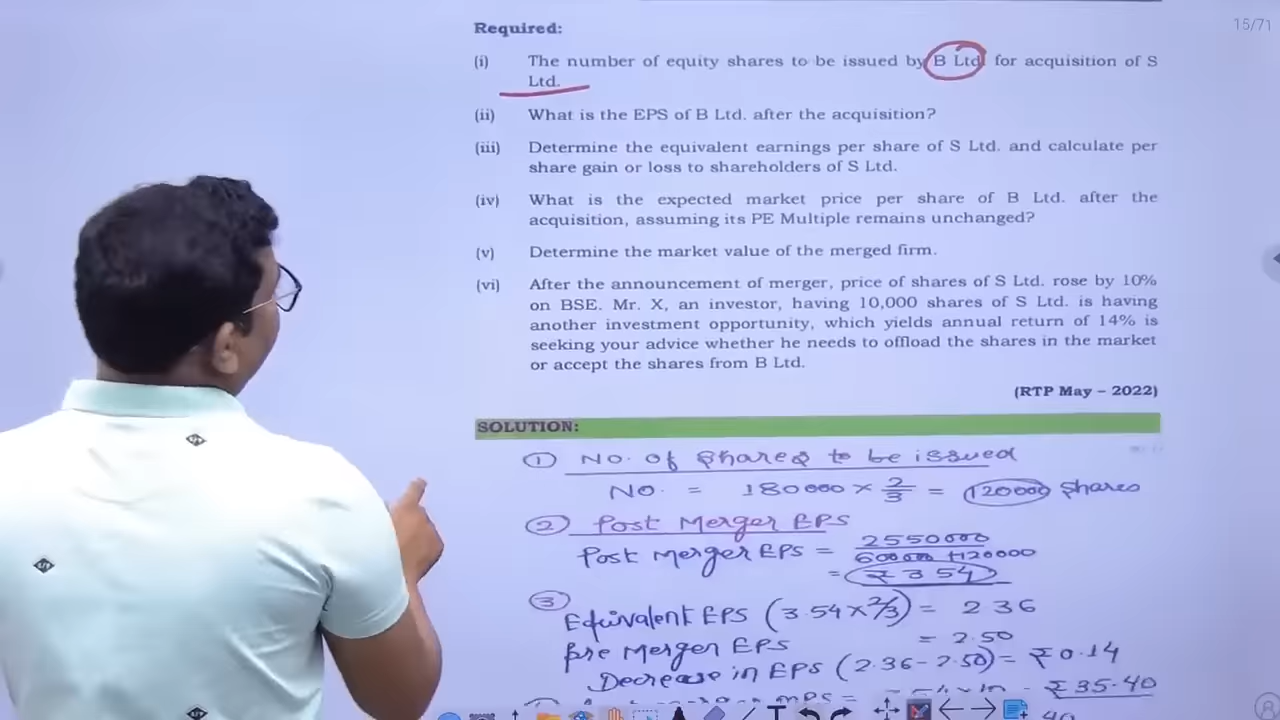 15/71
Required:
(i) The number of equity shares to be issued by B Ltd. for acquisition of S
Ltd.
(ii) What is the EPS of B Ltd. after the acquisition?
(iii) Determine the equivalent earnings per share of S Ltd. and calculate per
share gain or loss to shareholders of S Ltd.
(iv) What is the expected market price per share of B Ltd. after the
acquisition, assuming its PE Multiple remains unchanged?
(v) Determine the market value of the merged firm.
(vi) After the announcement of merger, price of shares of S Ltd. rose by 10%
on BSE. Mr. X, an investor, having 10,000 shares of S Ltd. is having
another investment opportunity, which yields annual return of 14% is
seeking your advice whether he needs to offload the shares in the market
or accept the shares from B Ltd.
(RTP May – 2022)
SOLUTION:
① No. of Shares to be issued
No. = 180000 × 2/3 = 120000 Shares
② Post Merger EPS
Post Merger EPS = 2550000 / 600000 + 120000
= ₹ 3.54
③
Equivalent EPS (3.54 × 2/3) = 2.36
Pre Merger EPS = 2.50
Decrease in EPS (2.36 - 2.50) = ₹ 0.14
₹ 35.40